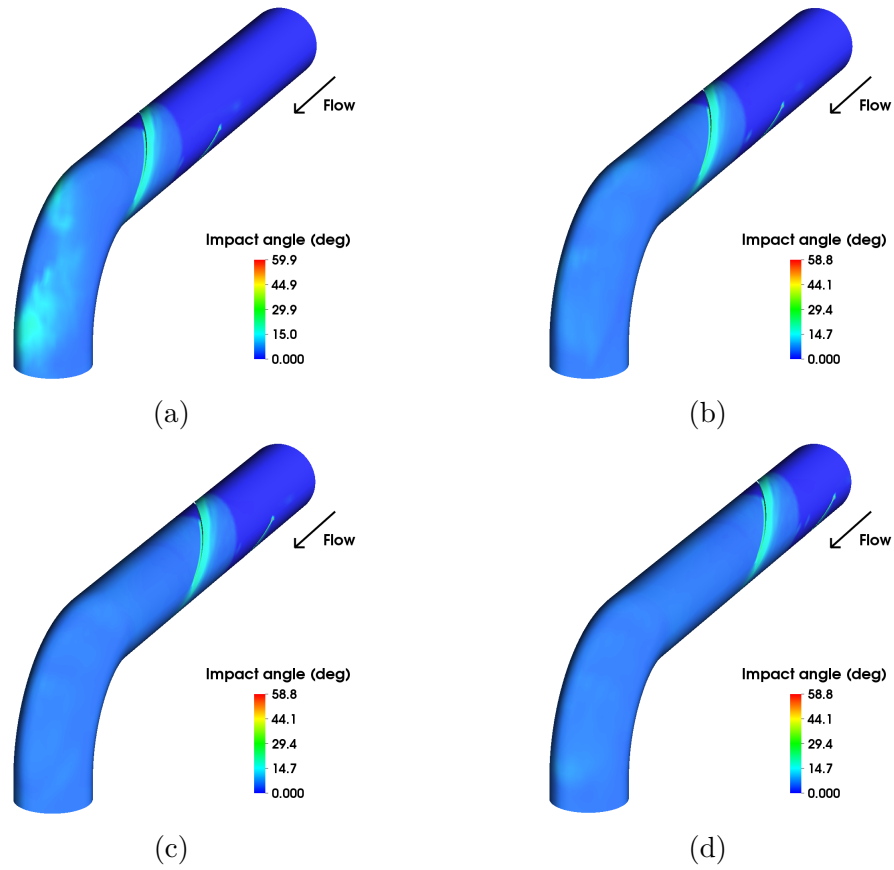 Flow
Impact angle (deg)
59.9
44.9
29.9
15.0
0.000
(a)
Flow
Impact angle (deg)
58.8
44.1
29.4
14.7
0.000
(b)
Flow
Impact angle (deg)
58.8
44.1
29.4
14.7
0.000
(c)
Flow
Impact angle (deg)
58.8
44.1
29.4
14.7
0.000
(d)